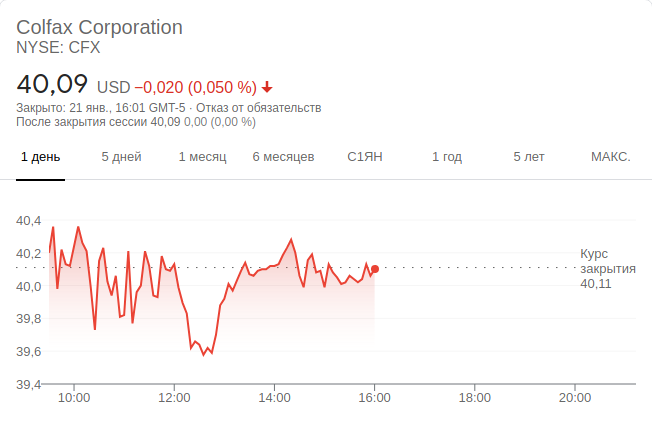 Colfax Corporation
NYSE: CFX
40,09 USD −0,020 (0,050 %)
Закрыто: 21 янв., 16:01 GMT-5 · Отказ от обязательств
После закрытия сессии 40,09 0,00 (0,00 %)
1 день 5 дней 1 месяц 6 месяцев С1ЯН 1 год 5 лет МАКС.
40,4
40,2
Курс
закрытия
40,11
40,0
39,8
39,6
39,4
10:00 12:00 14:00 16:00 18:00 20:00